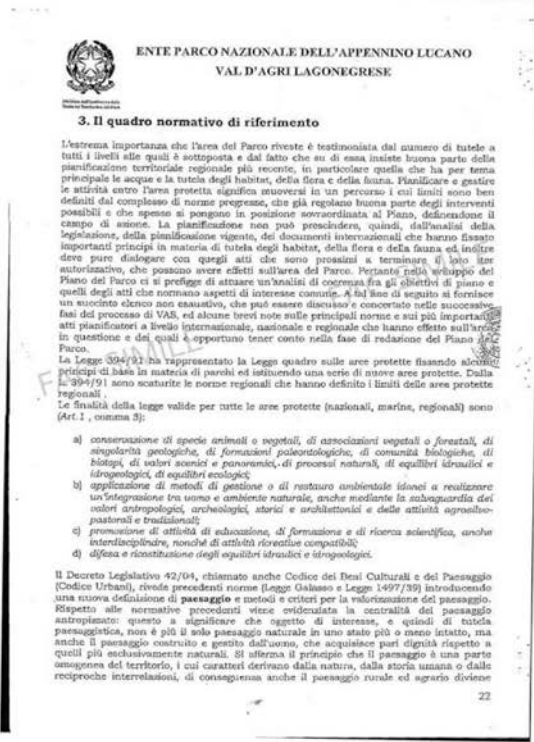 ENTE PARCO NAZIONALE DELL'APPENNINO LUCANO
VAL D'AGRI LAGONEGRESE
3. Il quadro normativo di riferimento
L'estrema importanza che l'area del Parco riveste è testimoniata dal numero di tutele a
tutti i livelli alle quali è sottoposta e dal fatto che su di essa insiste buona parte della
pianificazione territoriale regionale più recente, in particolare quella che ha per tema
principale le acque e la tutela degli habitat, della flora e della fauna. Pianificare e gestire
le attività entro l'area protetta significa muoversi in un percorso i cui limiti sono ben
definiti dal complesso di norme pregresse, che già regolano buona parte degli interventi
possibili e che spesso si pongono in posizione sovraordinata al Piano, definendone il
campo di azione. La pianificazione non può prescindere, quindi, dall'analisi della
legislazione, della pianificazione vigente, dei documenti internazionali che hanno fissato
importanti principi in materia di tutela degli habitat, della flora e della fauna ed inoltre
deve pure dialogare con quegli atti che sono prossimi a terminare il loro iter
autorizzativo, che possono avere effetti sull'area del Parco. Pertanto nello sviluppo del
Piano del Parco ci si prefigge di attuare un'analisi di coerenza fra gli obiettivi di piano e
quelli degli atti che normano aspetti di interesse comune. A tal fine di seguito si fornisce
un succinto elenco non esaustivo, che può essere discusso e concertato nelle successive
fasi del processo di VAS, ed alcune brevi note sulle principali norme e sui più importanti
atti pianificatori a livello internazionale, nazionale e regionale che hanno effetto sull'area
in questione e dei quali è opportuno tener conto nella fase di redazione del Piano del
Parco.
La Legge 394/91 ha rappresentato la Legge quadro sulle aree protette fissando alcuni
principi di base in materia di parchi ed istituendo una serie di nuove aree protette. Dalla
L. 394/91 sono scaturite le norme regionali che hanno definito i limiti delle aree protette
regionali .
Le finalità della legge valide per tutte le aree protette (nazionali, marine, regionali) sono
(Art.1 , comma 3):
a) conservazione di specie animali o vegetali, di associazioni vegetali o forestali, di
singolarità geologiche, di formazioni paleontologiche, di comunità biologiche, di
biotopi, di valori scenici e panoramici, di processi naturali, di equilibri idraulici e
idrogeologici, di equilibri ecologici;
b) applicazione di metodi di gestione o di restauro ambientale idonei a realizzare
un'integrazione tra uomo e ambiente naturale, anche mediante la salvaguardia dei
valori antropologici, archeologici, storici e architettonici e delle attività agrosilvo-
pastorali e tradizionali;
c) promozione di attività di educazione, di formazione e di ricerca scientifica, anche
interdisciplinare, nonché di attività ricreative compatibili;
d) difesa e ricostituzione degli equilibri idraulici e idrogeologici.
Il Decreto Legislativo 42/04, chiamato anche Codice dei Beni Culturali e del Paesaggio
(Codice Urbani), rivede precedenti norme (Legge Galasso e Legge 1497/39) introducendo
una nuova definizione di paesaggio e metodi e criteri per la valorizzazione del paesaggio.
Rispetto alle normative precedenti viene evidenziata la centralità del paesaggio
antropizzato: questo a significare che oggetto di interesse, e quindi di tutela
paesaggistica, non è più il solo paesaggio naturale in uno stato più o meno intatto, ma
anche il paesaggio costruito e gestito dall'uomo, che acquisisce pari dignità rispetto a
quelli più esclusivamente naturali. Si afferma il principio che il paesaggio è una parte
omogenea del territorio, i cui caratteri derivano dalla natura, dalla storia umana o dalle
reciproche interrelazioni, di conseguenza anche il paesaggio rurale ed agrario diviene
22